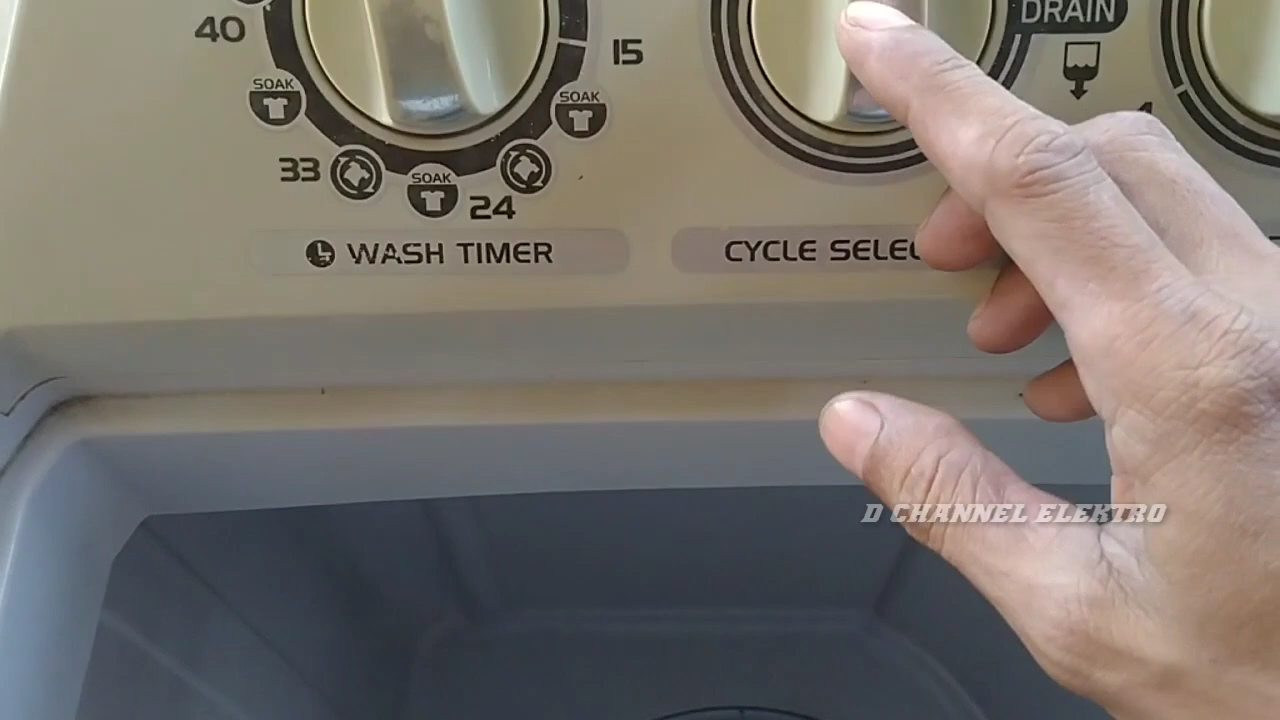 DRAIN
40
15
SOAK
SOAK
33
SOAK
24
WASH TIMER
CYCLE SELEC
D CHANNEL ELEKTRO